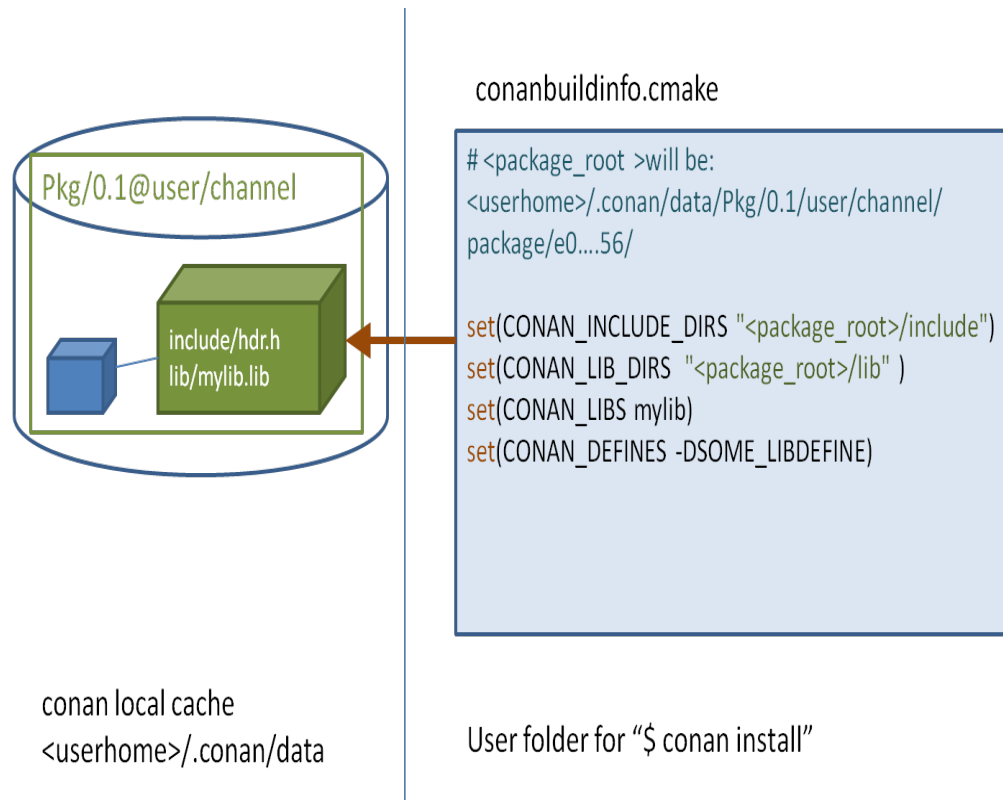 Pkg/0.1@user/channel
include/hdr.h
lib/mylib.lib
conan local cache
<userhome>/.conan/data
conanbuildinfo.cmake
# <package_root >will be:
<userhome>/.conan/data/Pkg/0.1/user/channel/
package/e0....56/
set(CONAN_INCLUDE_DIRS "<package_root>/include")
set(CONAN_LIB_DIRS "<package_root>/lib" )
set(CONAN_LIBS mylib)
set(CONAN_DEFINES -DSOME_LIBDEFINE)
User folder for “$ conan install”